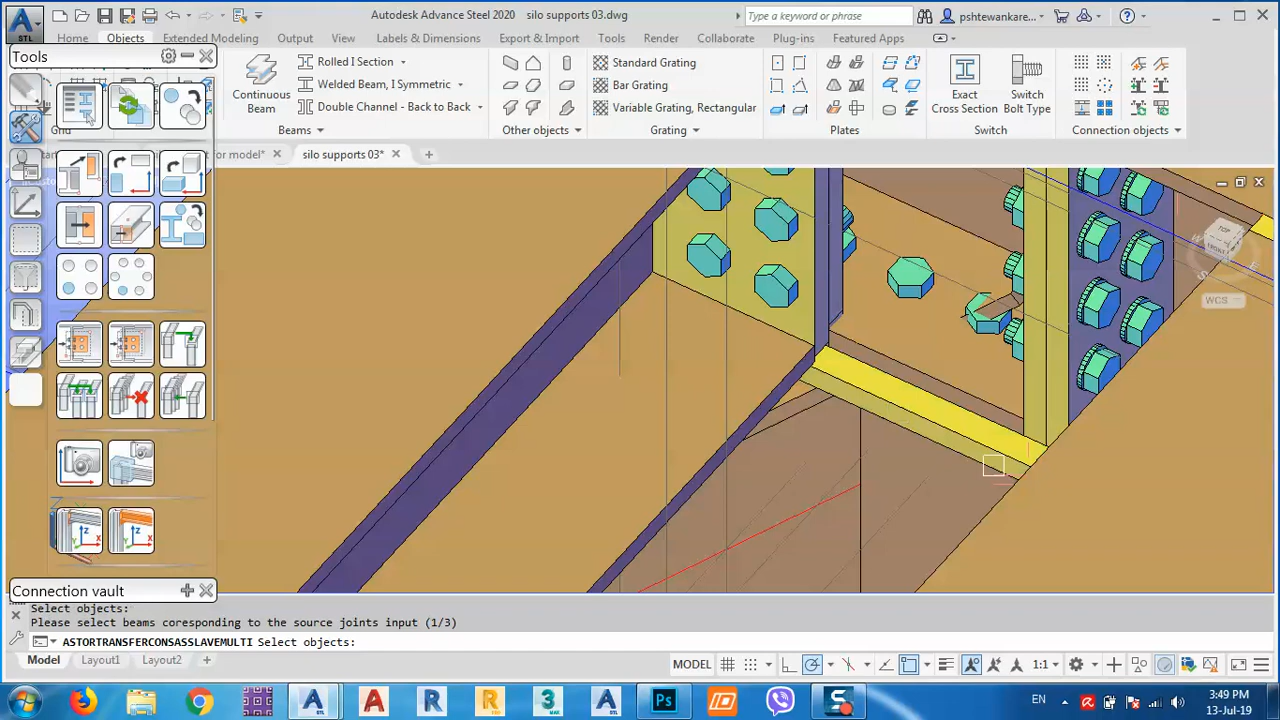 STL
Autodesk Advance Steel 2020
silo supports 03.dwg
Type a keyword or phrase
pshtewankare...
Home
Objects
Extended Modeling
Output
View
Labels & Dimensions
Export & Import
Tools
Render
Collaborate
Plug-ins
Featured Apps
Tools
Continuous
Beam
Rolled I Section
Welded Beam, I Symmetric
Double Channel - Back to Back
Standard Grating
Bar Grating
Variable Grating, Rectangular
Exact
Cross Section
Switch
Bolt Type
Grid
Beams
Other objects
Grating
Plates
Switch
Connection objects
for model*
silo supports 03*
TOP
FRONT
W
S
WCS
Z
X
Connection vault
Select objects:
Please select beams coresponding to the source joints input (1/3)
ASTORTRANSFERCONSASSLAVEMULTI Select objects:
Model
Layout1
Layout2
MODEL
1:1
EN
3:49 PM
13-Jul-19